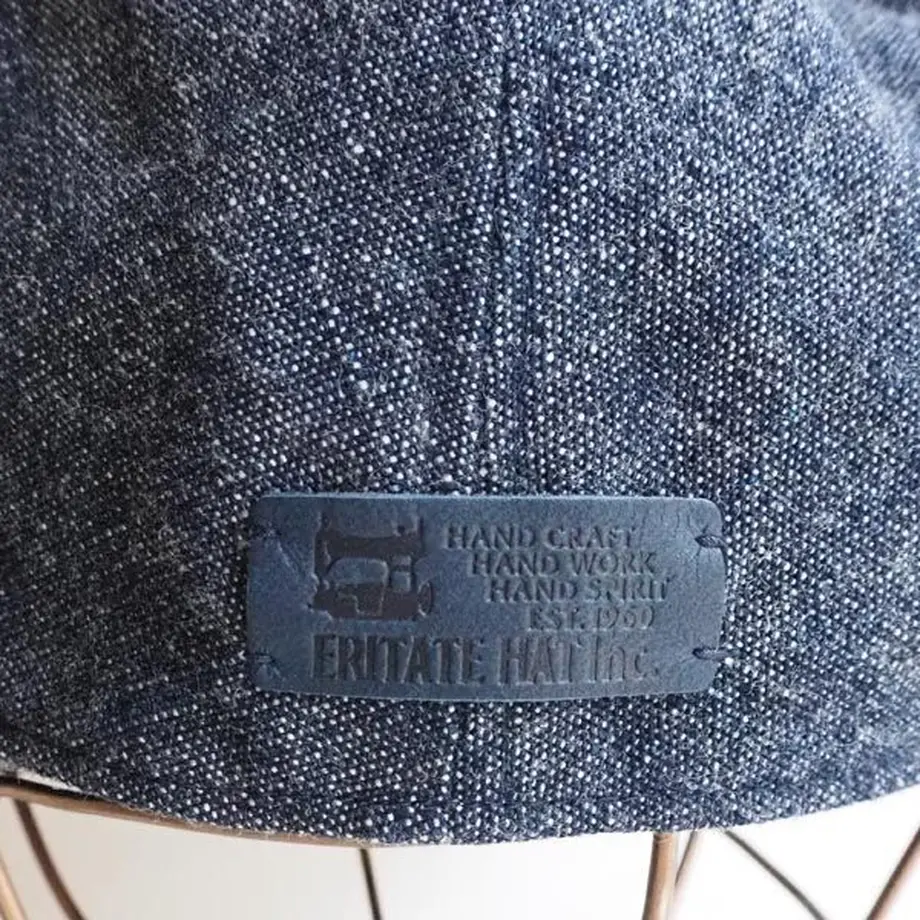 HAND CRAFT
HAND WORK
HAND SPIRIT
EST. 1960
ERITATE HAT Inc.